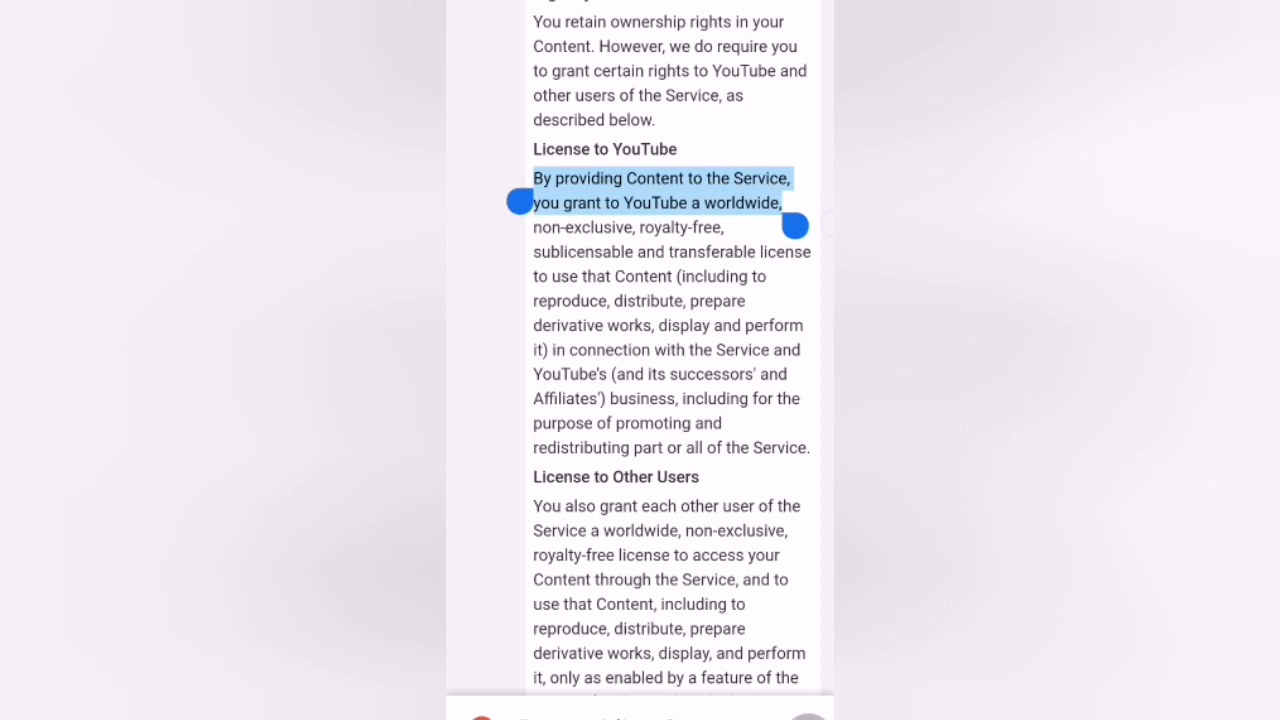 You retain ownership rights in your
Content. However, we do require you
to grant certain rights to YouTube and
other users of the Service, as
described below.
License to YouTube
By providing Content to the Service,
you grant to YouTube a worldwide,
non-exclusive, royalty-free,
sublicensable and transferable license
to use that Content (including to
reproduce, distribute, prepare
derivative works, display and perform
it) in connection with the Service and
YouTube's (and its successors' and
Affiliates') business, including for the
purpose of promoting and
redistributing part or all of the Service.
License to Other Users
You also grant each other user of the
Service a worldwide, non-exclusive,
royalty-free license to access your
Content through the Service, and to
use that Content, including to
reproduce, distribute, prepare
derivative works, display, and perform
it, only as enabled by a feature of the